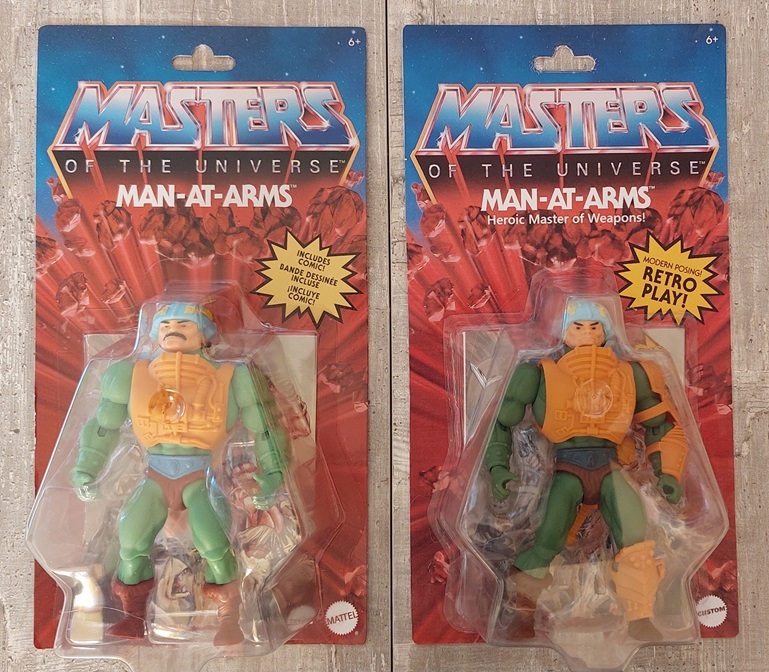 6+
MASTERS
OF THE UNIVERSE™
MAN-AT-ARMS™
INCLUDES
COMIC!
BANDE DESSINÉE
INCLUSE
¡INCLUYE
CÓMIC!
MATTEL
6+
MASTERS
OF THE UNIVERSE™
MAN-AT-ARMS™
Heroic Master of Weapons!
MODERN POSING!
RETRO
PLAY!
CUSTOM